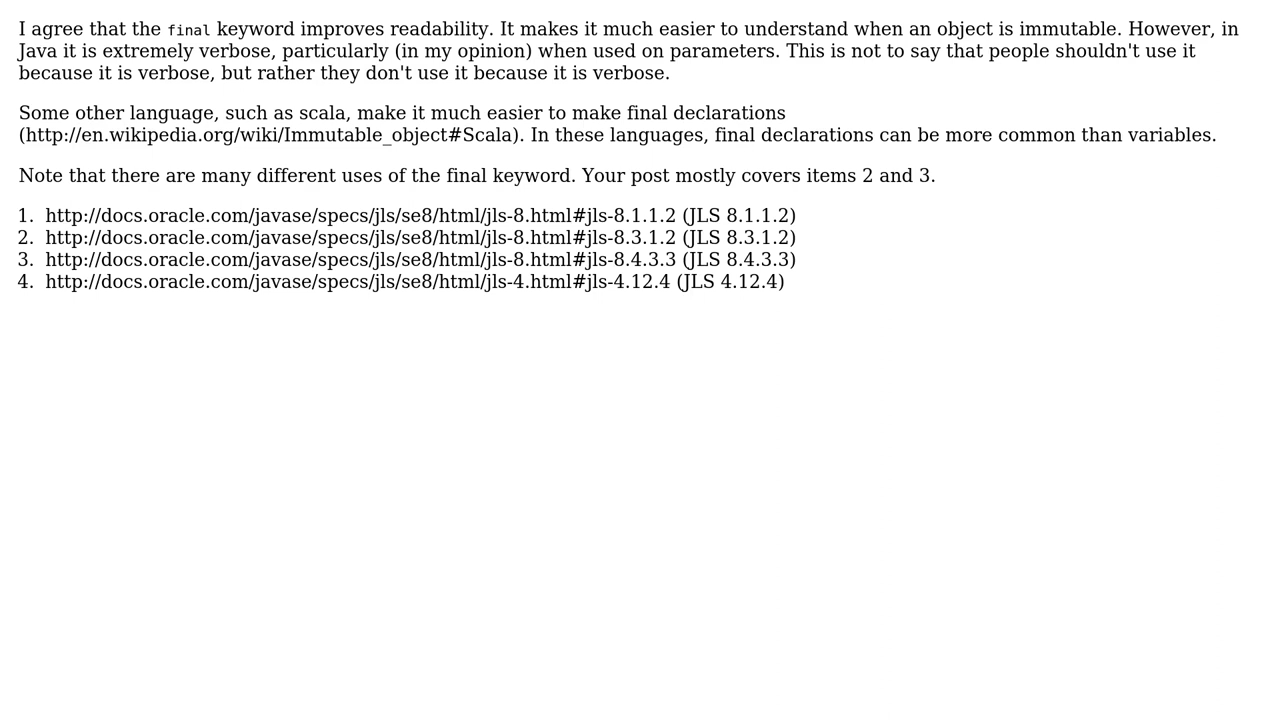 I agree that the final keyword improves readability. It makes it much easier to understand when an object is immutable. However, in
Java it is extremely verbose, particularly (in my opinion) when used on parameters. This is not to say that people shouldn't use it
because it is verbose, but rather they don't use it because it is verbose.
Some other language, such as scala, make it much easier to make final declarations
(http://en.wikipedia.org/wiki/Immutable_object#Scala). In these languages, final declarations can be more common than variables.
Note that there are many different uses of the final keyword. Your post mostly covers items 2 and 3.
1. http://docs.oracle.com/javase/specs/jls/se8/html/jls-8.html#jls-8.1.1.2 (JLS 8.1.1.2)
2. http://docs.oracle.com/javase/specs/jls/se8/html/jls-8.html#jls-8.3.1.2 (JLS 8.3.1.2)
3. http://docs.oracle.com/javase/specs/jls/se8/html/jls-8.html#jls-8.4.3.3 (JLS 8.4.3.3)
4. http://docs.oracle.com/javase/specs/jls/se8/html/jls-4.html#jls-4.12.4 (JLS 4.12.4)